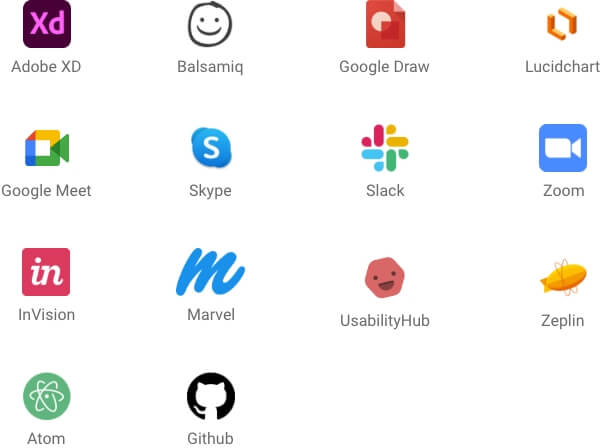 Xd
Adobe XD
Balsamiq
Google Draw
Lucidchart
Google Meet
S
Skype
Slack
Zoom
in
InVision
m
Marvel
UsabilityHub
Zeplin
Atom
Github